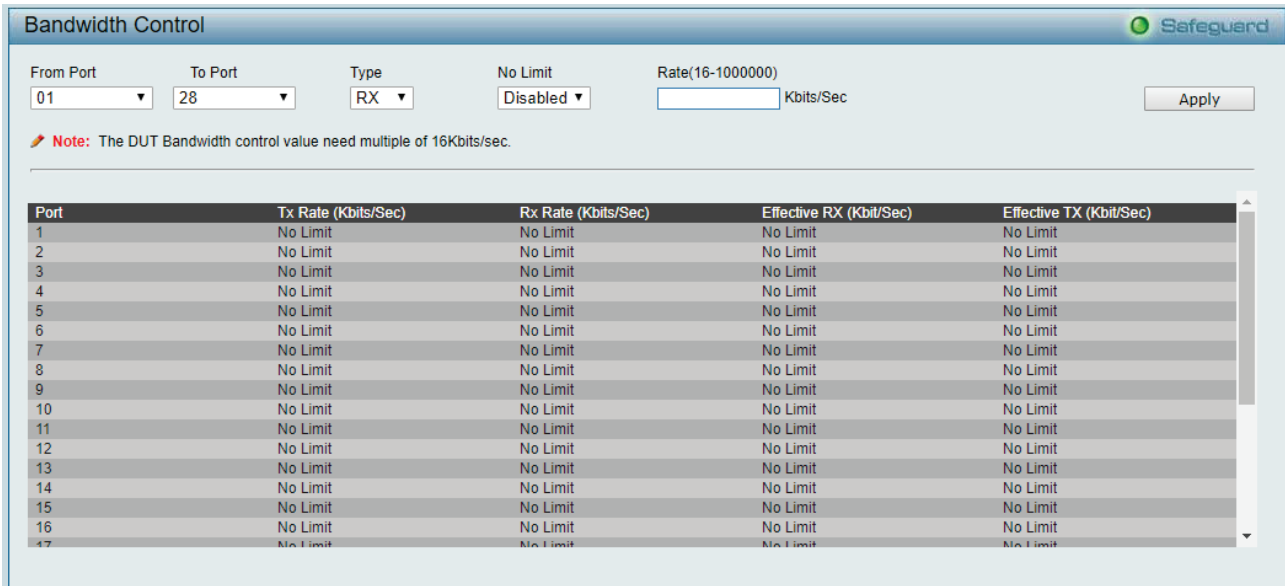 Bandwidth Control
Safeguard
From Port To Port Type No Limit Rate(16-1000000)
01 28 RX Disabled Kbits/Sec Apply
Note: The DUT Bandwidth control value need multiple of 16Kbits/sec.
Port Tx Rate (Kbits/Sec) Rx Rate (Kbits/Sec) Effective RX (Kbit/Sec) Effective TX (Kbit/Sec)
1 No Limit No Limit No Limit No Limit
2 No Limit No Limit No Limit No Limit
3 No Limit No Limit No Limit No Limit
4 No Limit No Limit No Limit No Limit
5 No Limit No Limit No Limit No Limit
6 No Limit No Limit No Limit No Limit
7 No Limit No Limit No Limit No Limit
8 No Limit No Limit No Limit No Limit
9 No Limit No Limit No Limit No Limit
10 No Limit No Limit No Limit No Limit
11 No Limit No Limit No Limit No Limit
12 No Limit No Limit No Limit No Limit
13 No Limit No Limit No Limit No Limit
14 No Limit No Limit No Limit No Limit
15 No Limit No Limit No Limit No Limit
16 No Limit No Limit No Limit No Limit
17 No Limit No Limit No Limit No Limit